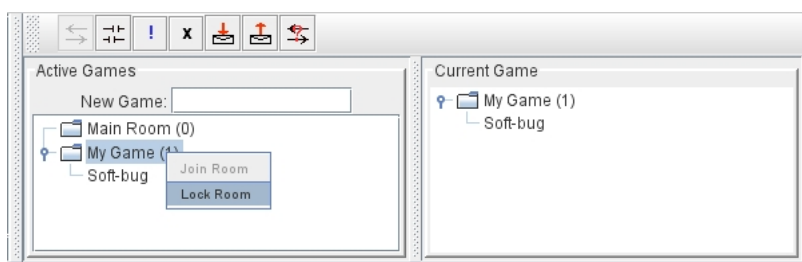 ! x
Active Games
New Game:
Main Room (0)
My Game (1)
Soft-bug
Join Room
Lock Room
Current Game
My Game (1)
Soft-bug